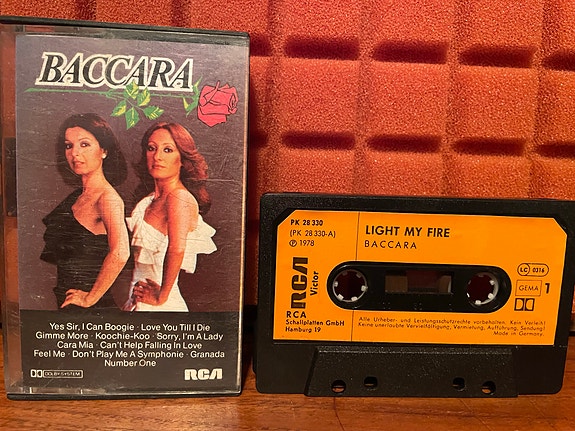 BACCARA
Yes Sir, I Can Boogie · Love You Till I Die
Gimme More · Koochie-Koo · Sorry, I'm A Lady
Cara Mia · Can't Help Falling In Love
Feel Me · Don't Play Me A Symphonie · Granada
Number One
DOLBY SYSTEM
RCA
PK 28 330
(PK 28 330-A)
℗ 1978
LIGHT MY FIRE
BACCARA
RCA
Victor
RCA
Schallplatten GmbH
Hamburg 19
LC 0316
GEMA
1
Alle Urheber- und Leistungsschutzrechte vorbehalten. Kein Verleih!
Keine unerlaubte Vervielfältigung, Vermietung, Aufführung, Sendung!
Made in Germany.